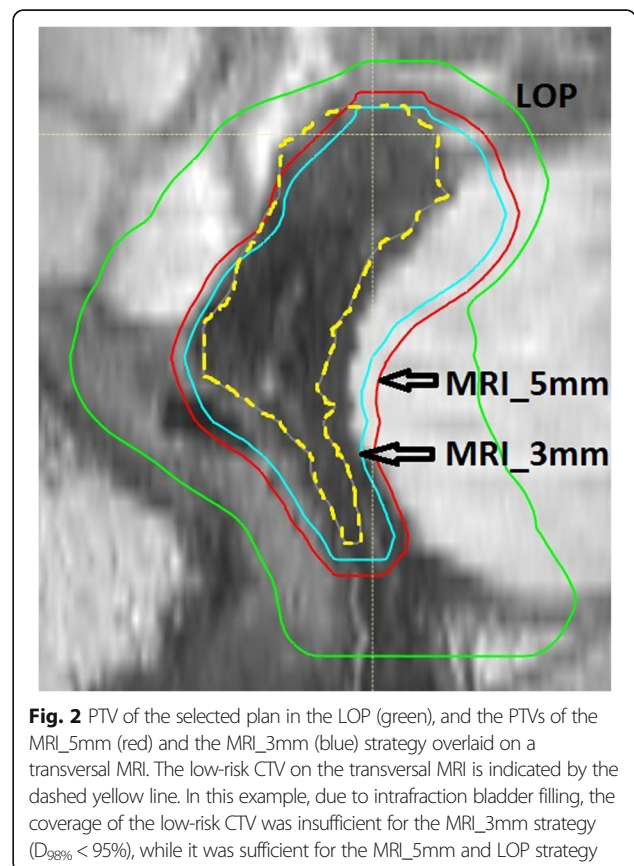 LOP
MRI_5mm
MRI_3mm
Fig. 2 PTV of the selected plan in the LOP (green), and the PTVs of the
MRI_5mm (red) and the MRI_3mm (blue) strategy overlaid on a
transversal MRI. The low-risk CTV on the transversal MRI is indicated by the
dashed yellow line. In this example, due to intrafraction bladder filling, the
coverage of the low-risk CTV was insufficient for the MRI_3mm strategy
(D98% < 95%), while it was sufficient for the MRI_5mm and LOP strategy